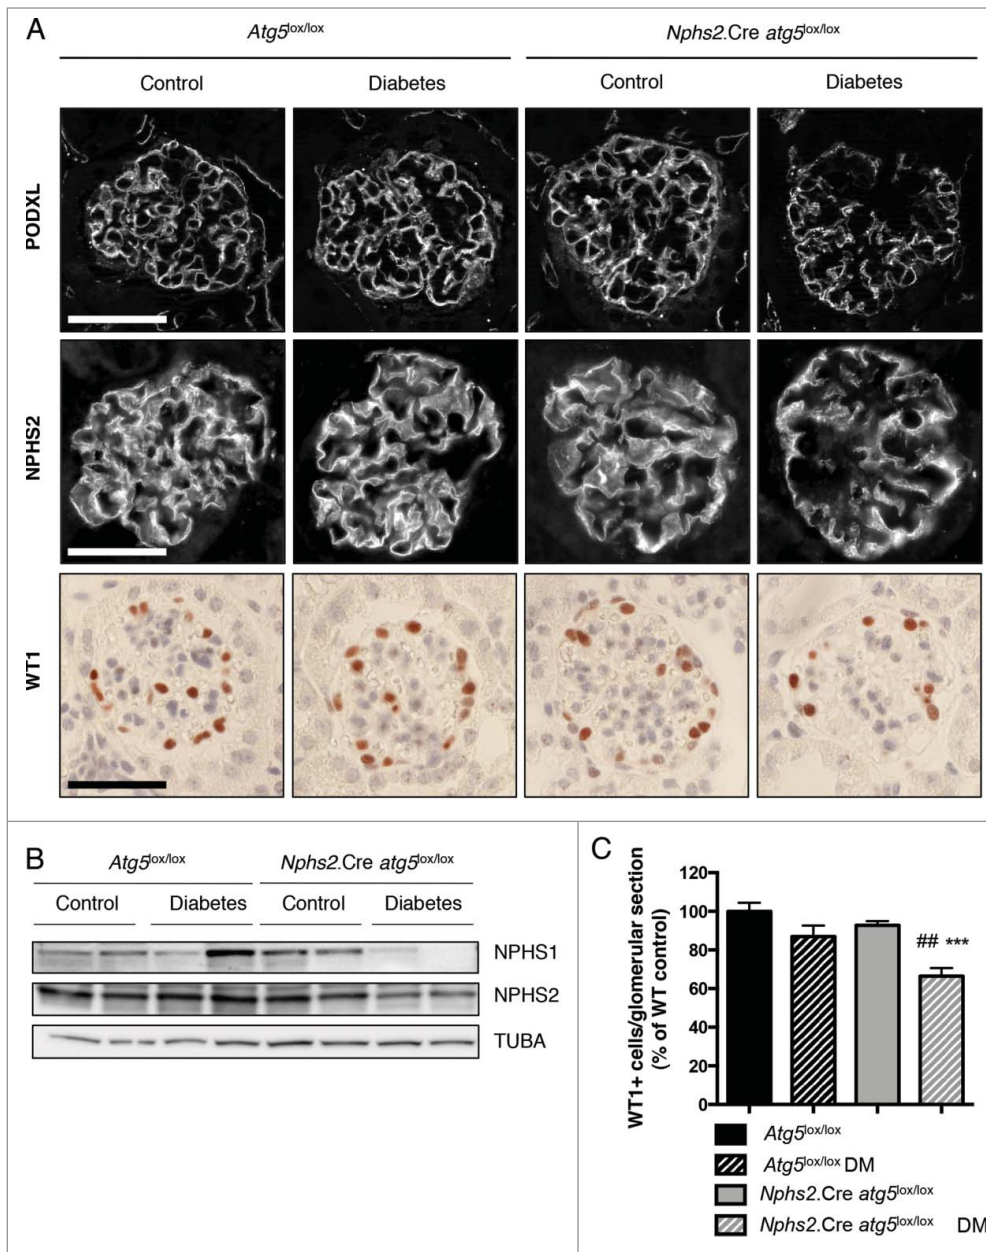 A
Atg5lox/lox Nphs2.Cre atg5lox/lox
Control Diabetes Control Diabetes
PODXL
NPHS2
WT1
B
Atg5lox/lox Nphs2.Cre atg5lox/lox
Control Diabetes Control Diabetes
NPHS1
NPHS2
TUBA
C
WT1+ cells/glomerular section
(% of WT control)
120
100
80
60
40
20
0
## ***
Atg5lox/lox
Atg5lox/lox DM
Nphs2.Cre atg5lox/lox
Nphs2.Cre atg5lox/lox DM